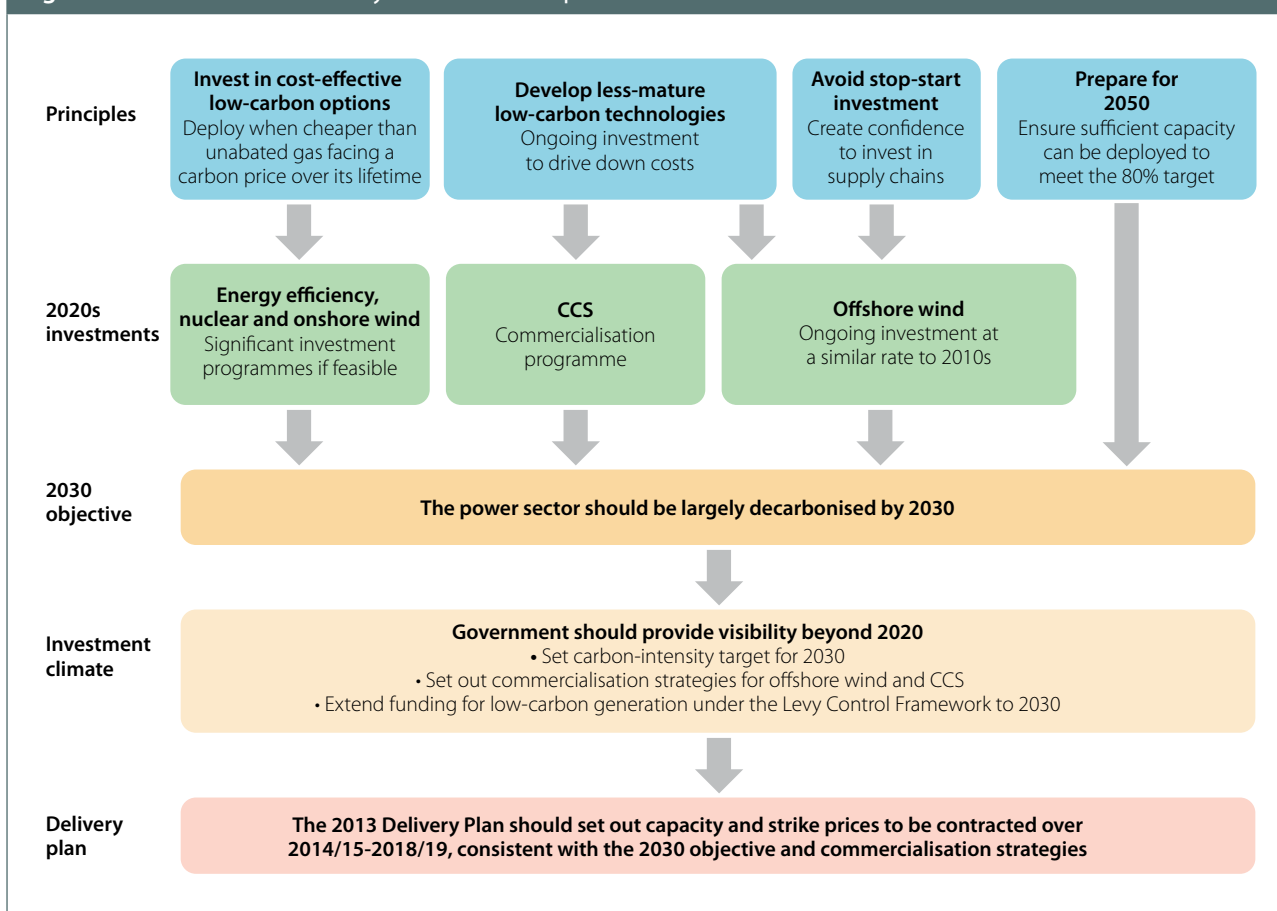 Principles
Invest in cost-effective
low-carbon options
Deploy when cheaper than
unabated gas facing a
carbon price over its lifetime
Develop less-mature
low-carbon technologies
Ongoing investment
to drive down costs
Avoid stop-start
investment
Create confidence
to invest in
supply chains
Prepare for
2050
Ensure sufficient capacity
can be deployed to
meet the 80% target
2020s
investments
Energy efficiency,
nuclear and onshore wind
Significant investment
programmes if feasible
CCS
Commercialisation
programme
Offshore wind
Ongoing investment at
a similar rate to 2010s
2030
objective
The power sector should be largely decarbonised by 2030
Investment
climate
Government should provide visibility beyond 2020
• Set carbon-intensity target for 2030
• Set out commercialisation strategies for offshore wind and CCS
• Extend funding for low-carbon generation under the Levy Control Framework to 2030
Delivery
plan
The 2013 Delivery Plan should set out capacity and strike prices to be contracted over
2014/15-2018/19, consistent with the 2030 objective and commercialisation strategies